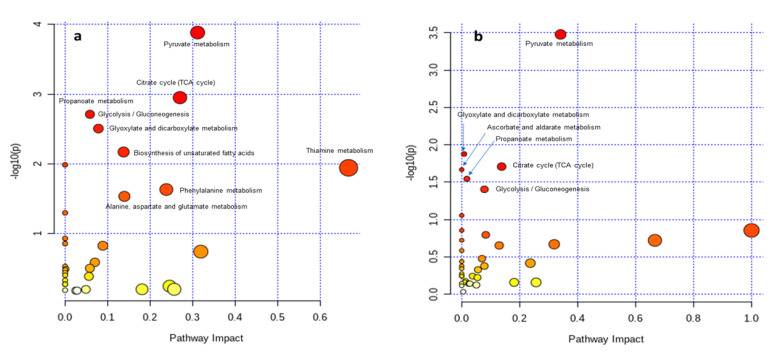 a
4
3
2
1
-log10(p)
Pyruvate metabolism
Citrate cycle (TCA cycle)
Propanoate metabolism
Glycolysis / Gluconeogenesis
Glyoxylate and dicarboxylate metabolism
Biosynthesis of unsaturated fatty acids
Thiamine metabolism
Phenylalanine metabolism
Alanine, aspartate and glutamate metabolism
0.0 0.1 0.2 0.3 0.4 0.5 0.6
Pathway Impact
b
3.5
3.0
2.5
2.0
1.5
1.0
0.5
0.0
-log10(p)
Pyruvate metabolism
Glyoxylate and dicarboxylate metabolism
Ascorbate and aldarate metabolism
Propanoate metabolism
Citrate cycle (TCA cycle)
Glycolysis / Gluconeogenesis
0.0 0.2 0.4 0.6 0.8 1.0
Pathway Impact